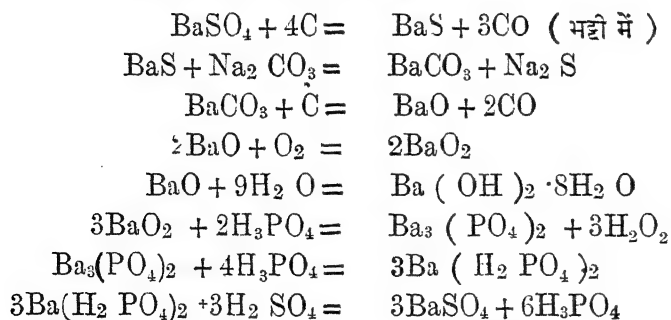 BaSO₄ + 4C = BaS + 3CO ( भट्टी में )
BaS + Na₂ CO₃ = BaCO₃ + Na₂ S
BaCO₃ + C = BaO + 2CO
2BaO + O₂ = 2BaO₂
BaO + 9H₂ O = Ba ( OH )₂ ·8H₂ O
3BaO₂ + 2H₃PO₄ = Ba₃ ( PO₄ )₂ + 3H₂O₂
Ba₃(PO₄)₂ + 4H₃PO₄ = 3Ba ( H₂ PO₄ )₂
3Ba(H₂ PO₄)₂ +3H₂ SO₄ = 3BaSO₄ + 6H₃PO₄